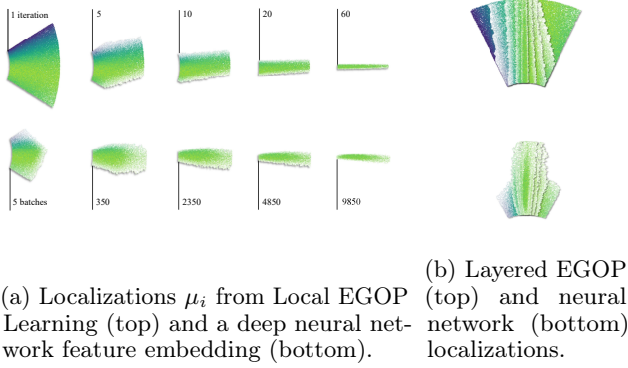 1 iteration
5
10
20
60
5 batches
350
2350
4850
9850
(a) Localizations μᵢ from Local EGOP
Learning (top) and a deep neural net-
work feature embedding (bottom).
(b) Layered EGOP
(top) and neural
network (bottom)
localizations.